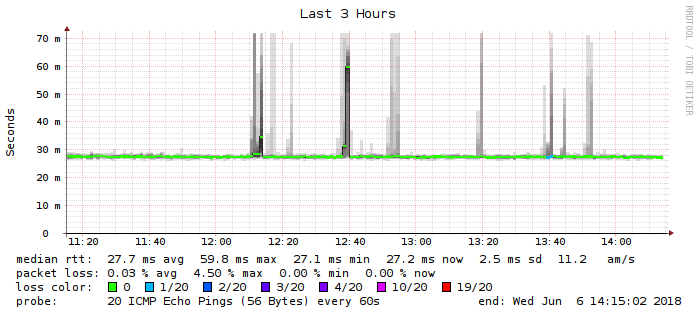 Last 3 Hours
RRDTOOL / TOBI OETIKER
Seconds
70 m
60 m
50 m
40 m
30 m
20 m
10 m
0
11:20 11:40 12:00 12:20 12:40 13:00 13:20 13:40 14:00
median rtt: 27.7 ms avg 59.8 ms max 27.1 ms min 27.2 ms now 2.5 ms sd 11.2 am/s
packet loss: 0.03 % avg 4.50 % max 0.00 % min 0.00 % now
loss color: 0 1/20 2/20 3/20 4/20 10/20 19/20
probe: 20 ICMP Echo Pings (56 Bytes) every 60s end: Wed Jun 6 14:15:02 2018